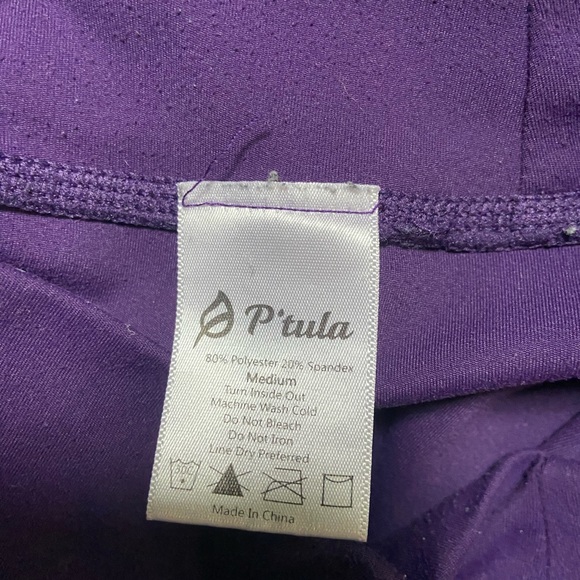 P'tula
80% Polyester 20% Spandex
Medium
Turn Inside Out
Machine Wash Cold
Do Not Bleach
Do Not Iron
Line Dry Preferred
Made In China